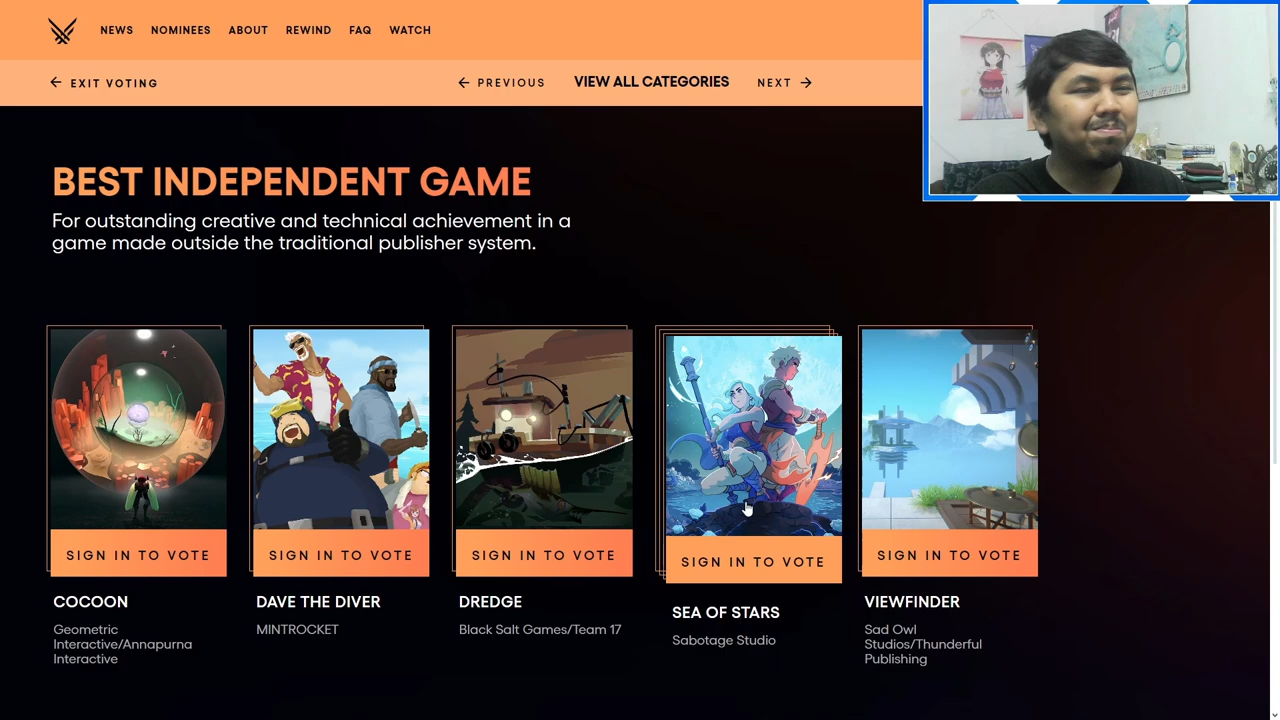 NEWS NOMINEES ABOUT REWIND FAQ WATCH
← EXIT VOTING
← PREVIOUS VIEW ALL CATEGORIES NEXT →
BEST INDEPENDENT GAME
For outstanding creative and technical achievement in a
game made outside the traditional publisher system.
SIGN IN TO VOTE
COCOON
Geometric
Interactive/Annapurna
Interactive
SIGN IN TO VOTE
DAVE THE DIVER
MINTROCKET
SIGN IN TO VOTE
DREDGE
Black Salt Games/Team 17
SIGN IN TO VOTE
SEA OF STARS
Sabotage Studio
SIGN IN TO VOTE
VIEWFINDER
Sad Owl
Studios/Thunderful
Publishing